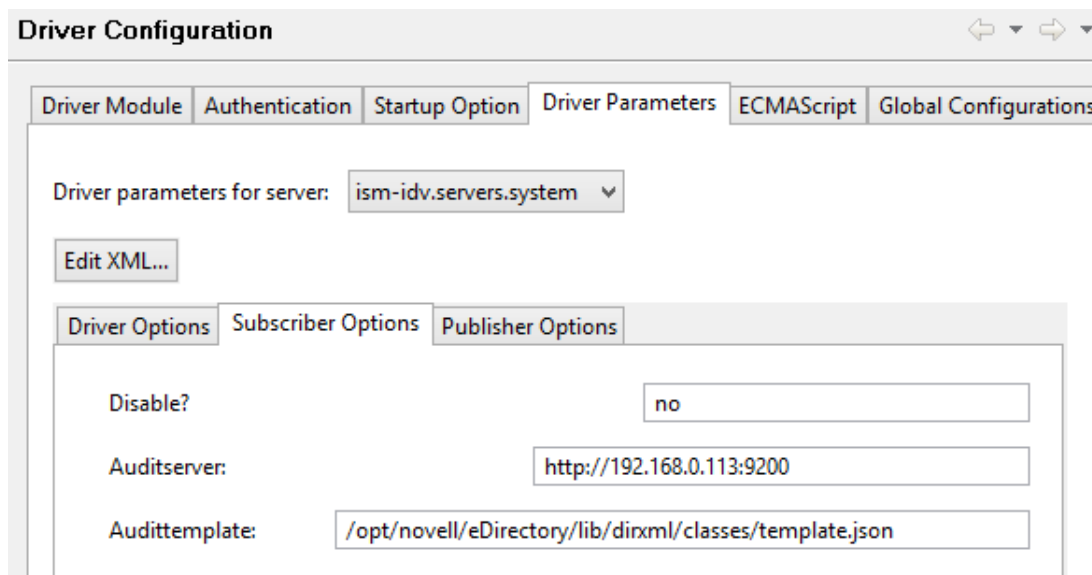 Driver Configuration
Driver Module Authentication Startup Option Driver Parameters ECMAScript Global Configurations
Driver parameters for server: ism-idv.servers.system
Edit XML...
Driver Options Subscriber Options Publisher Options
Disable? no
Auditserver: http://192.168.0.113:9200
Audittemplate: /opt/novell/eDirectory/lib/dirxml/classes/template.json